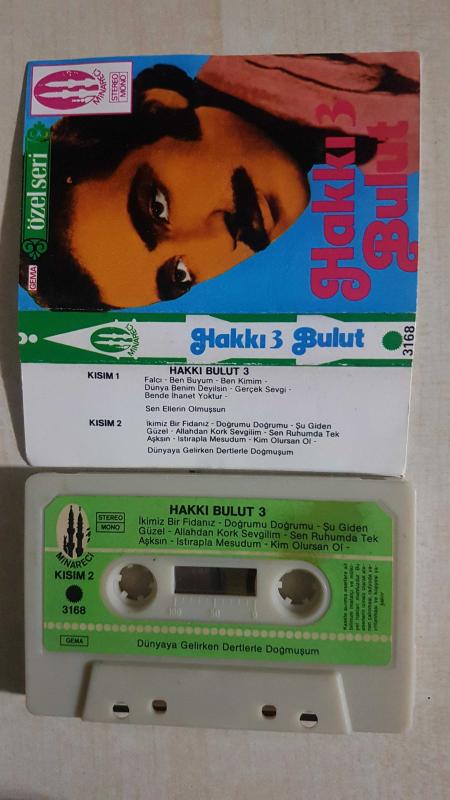 MİNARECİ
STEREO
MONO
özel seri
GEMA
Hakkı 3
Bulut
MİNARECİ
Hakkı 3 Bulut
3168
HAKKI BULUT 3
KISIM 1
Falcı - Ben Buyum - Ben Kimim -
Dünya Benim Deyilsin - Gerçek Sevgi -
Bende İhanet Yoktur -
Sen Ellerin Olmuşsun
KISIM 2
İkimiz Bir Fidanız - Doğrumu Doğrumu - Şu Giden
Güzel - Allahdan Kork Sevgilim - Sen Ruhumda Tek
Aşksın - Istırapla Mesudum - Kim Olursan Ol -
Dünyaya Gelirken Dertlerle Doğmuşum
HAKKI BULUT 3
STEREO
MONO
İkimiz Bir Fidanız - Doğrumu Doğrumu - Şu Giden
Güzel - Allahdan Kork Sevgilim - Sen Ruhumda Tek
Aşksın - Istırapla Mesudum - Kim Olursan Ol -
MİNARECİ
KISIM 2
3168
100 50 0
GEMA
Dünyaya Gelirken Dertlerle Doğmuşum